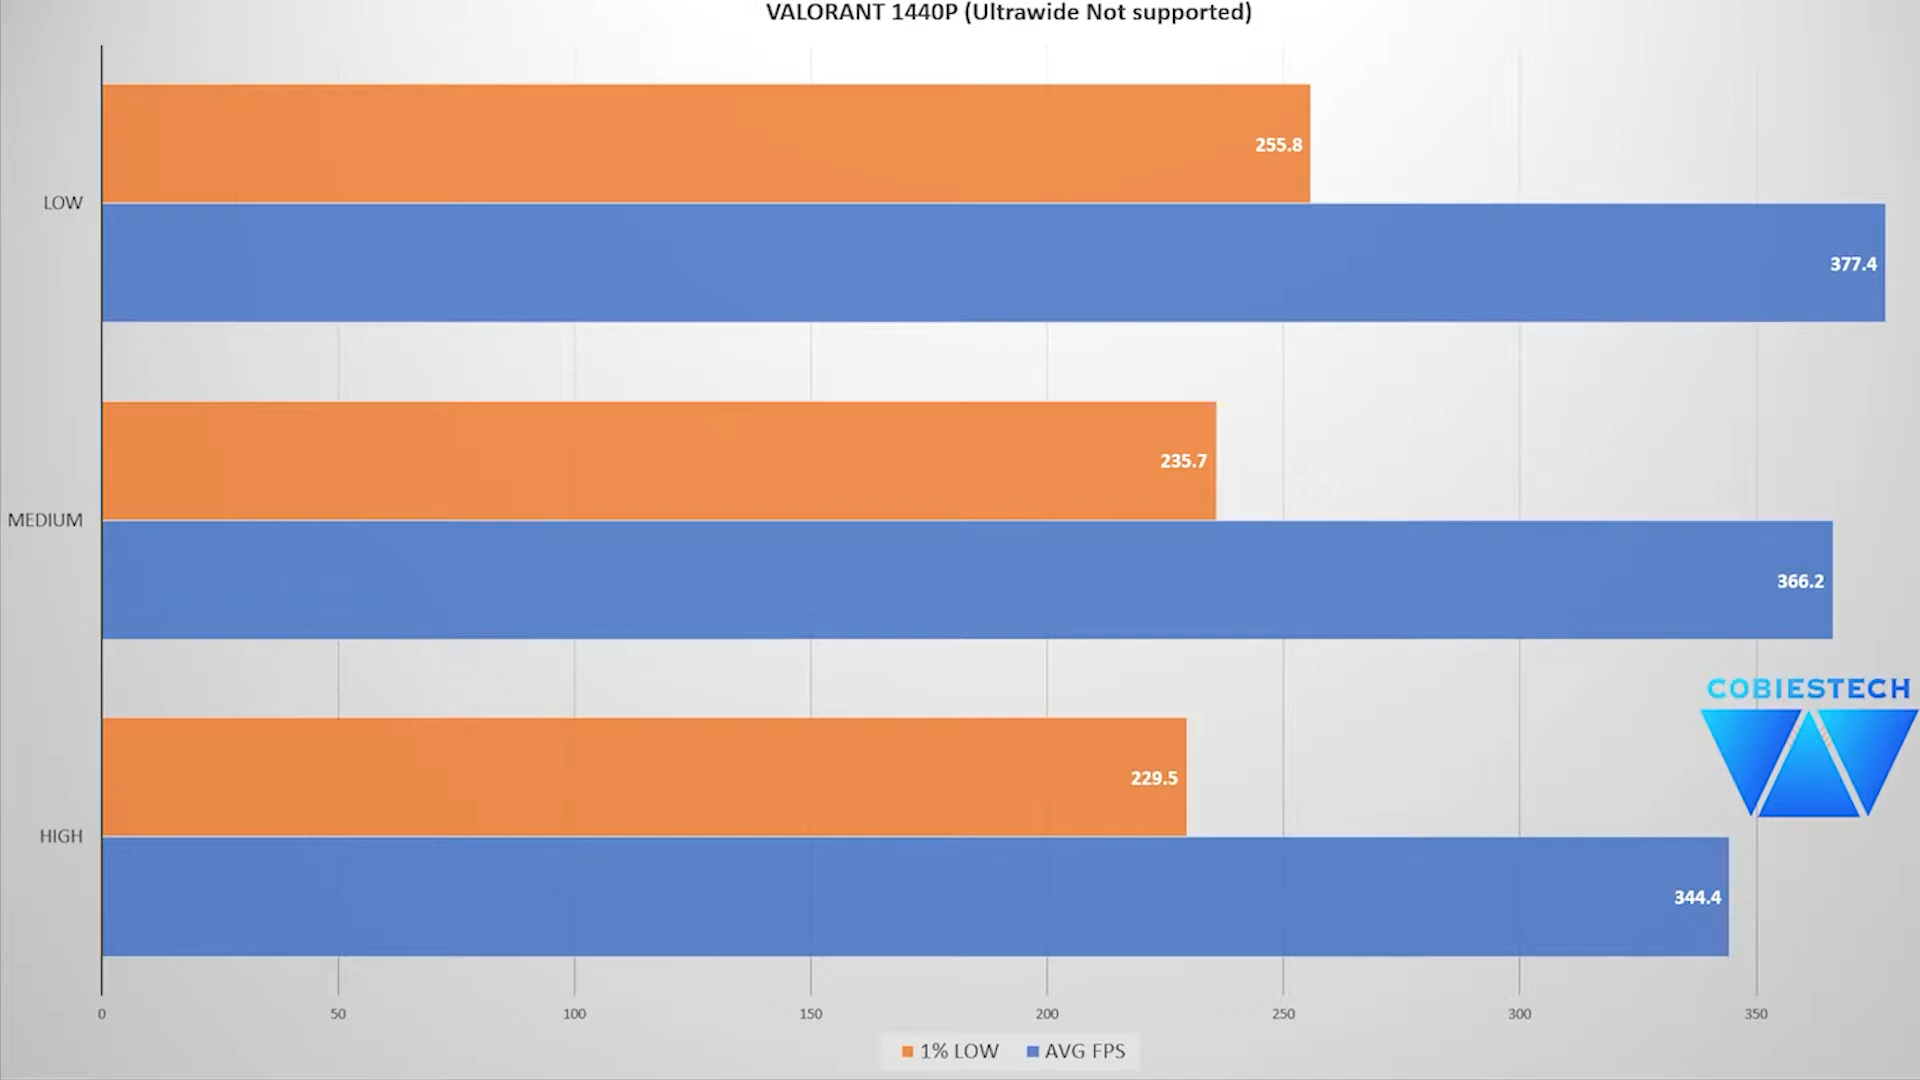 VALORANT 1440P (Ultrawide Not supported)
255.8
LOW
377.4
235.7
MEDIUM
366.2
COBIESTECH
229.5
HIGH
344.4
0 50 100 150 200 250 300 350
1% LOW AVG FPS